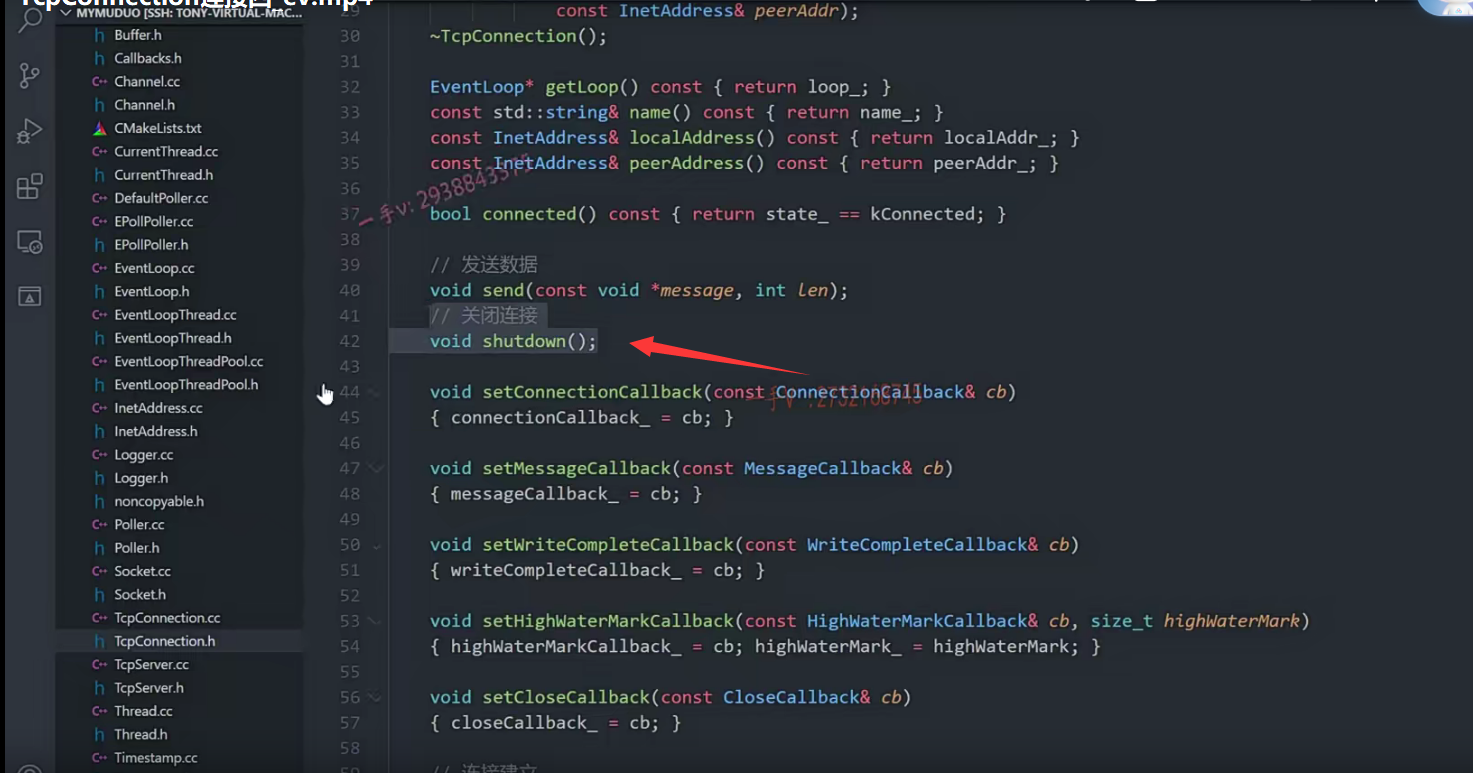 TcpConnection连接四-ev.mp4
MYMUDUO [SSH: TONY-VIRTUAL-MAC...
Buffer.h
Callbacks.h
Channel.cc
Channel.h
CMakeLists.txt
CurrentThread.cc
CurrentThread.h
DefaultPoller.cc
EPollPoller.cc
EPollPoller.h
EventLoop.cc
EventLoop.h
EventLoopThread.cc
EventLoopThread.h
EventLoopThreadPool.cc
EventLoopThreadPool.h
InetAddress.cc
InetAddress.h
Logger.cc
Logger.h
noncopyable.h
Poller.cc
Poller.h
Socket.cc
Socket.h
TcpConnection.cc
TcpConnection.h
TcpServer.cc
TcpServer.h
Thread.cc
Thread.h
Timestamp.cc
29 const InetAddress& peerAddr);
30 ~TcpConnection();
31
32 EventLoop* getLoop() const { return loop_; }
33 const std::string& name() const { return name_; }
34 const InetAddress& localAddress() const { return localAddr_; }
35 const InetAddress& peerAddress() const { return peerAddr_; }
36
一手v: 2938843375
37 bool connected() const { return state_ == kConnected; }
38
39 // 发送数据
40 void send(const void *message, int len);
41 // 关闭连接
42 void shutdown();
43
44 void setConnectionCallback(const ConnectionCallback& cb)
45 { connectionCallback_ = cb; }
46
47 void setMessageCallback(const MessageCallback& cb)
48 { messageCallback_ = cb; }
49
50 void setWriteCompleteCallback(const WriteCompleteCallback& cb)
51 { writeCompleteCallback_ = cb; }
52
53 void setHighWaterMarkCallback(const HighWaterMarkCallback& cb, size_t highWaterMark)
54 { highWaterMarkCallback_ = cb; highWaterMark_ = highWaterMark; }
55
56 void setCloseCallback(const CloseCallback& cb)
57 { closeCallback_ = cb; }
58
59 // 连接建立